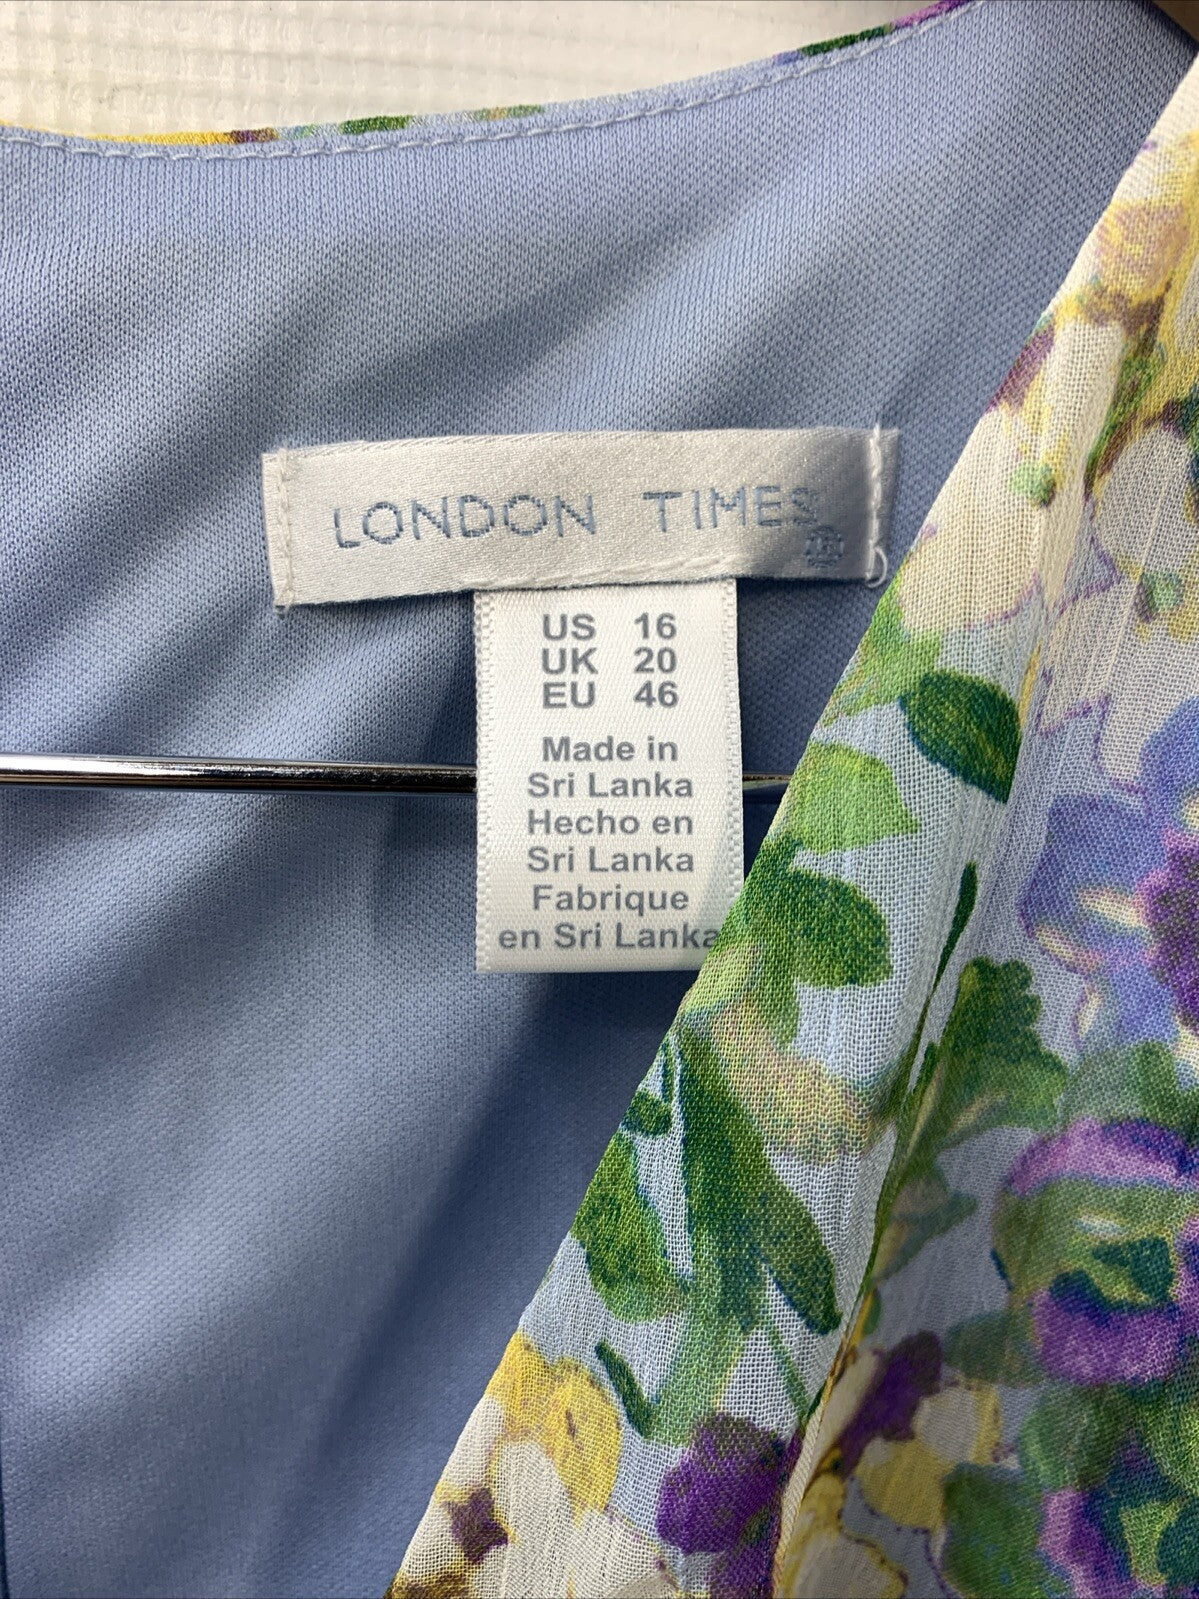 LONDON TIMES®
US 16
UK 20
EU 46
Made in
Sri Lanka
Hecho en
Sri Lanka
Fabrique
en Sri Lanka